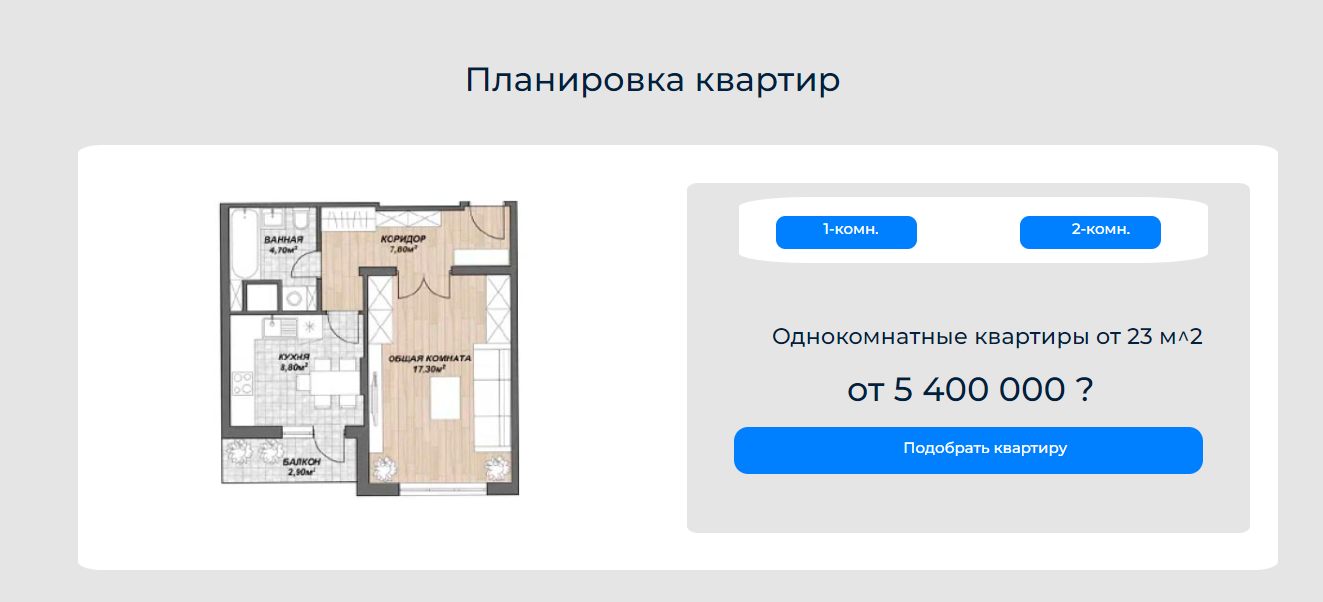 Планировка квартир
ВАННАЯ
4,70м²
КОРИДОР
7,80м²
КУХНЯ
8,80м²
ОБЩАЯ КОМНАТА
17,30м²
БАЛКОН
2,90м²
1-комн.
2-комн.
Однокомнатные квартиры от 23 м^2
от 5 400 000 ?
Подобрать квартиру